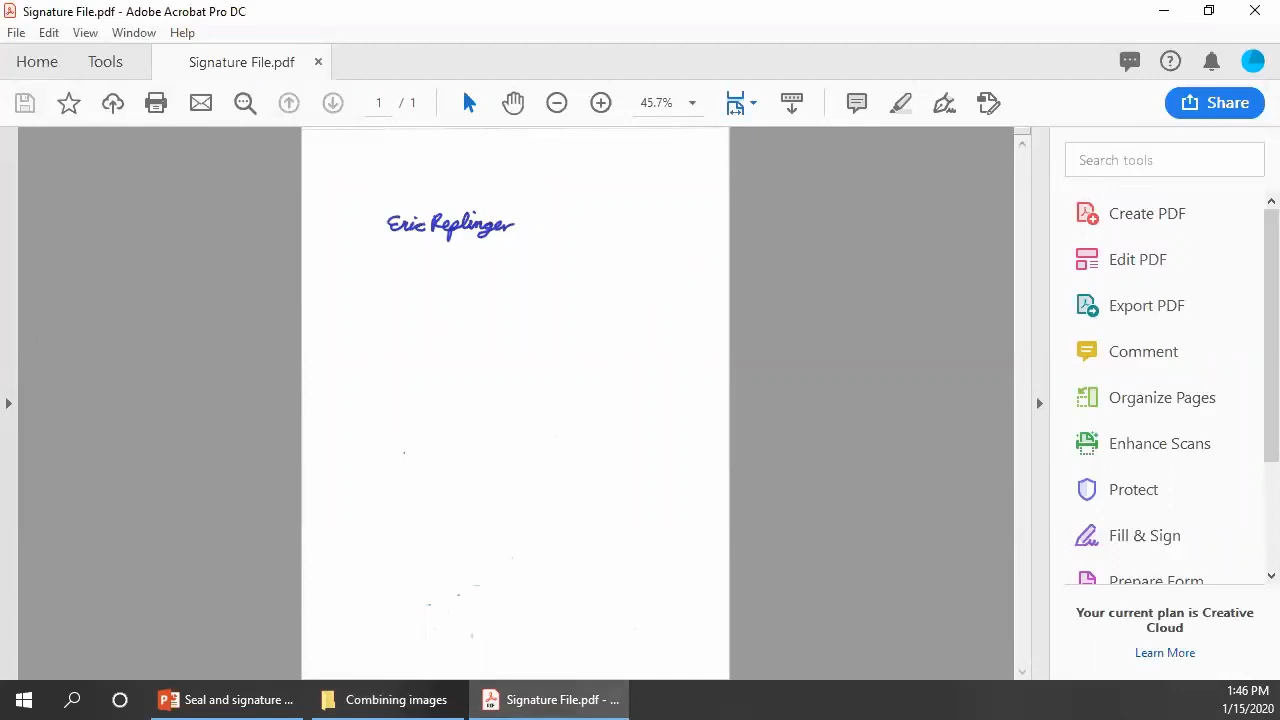 Signature File.pdf - Adobe Acrobat Pro DC
File Edit View Window Help
Home Tools Signature File.pdf ×
1 / 1 45.7% Share
Search tools
Eric Replinger
Create PDF
Edit PDF
Export PDF
Comment
Organize Pages
Enhance Scans
Protect
Fill & Sign
Prepare Form
Your current plan is Creative
Cloud
Learn More
Seal and signature ... Combining images Signature File.pdf - ... 1:46 PM
1/15/2020